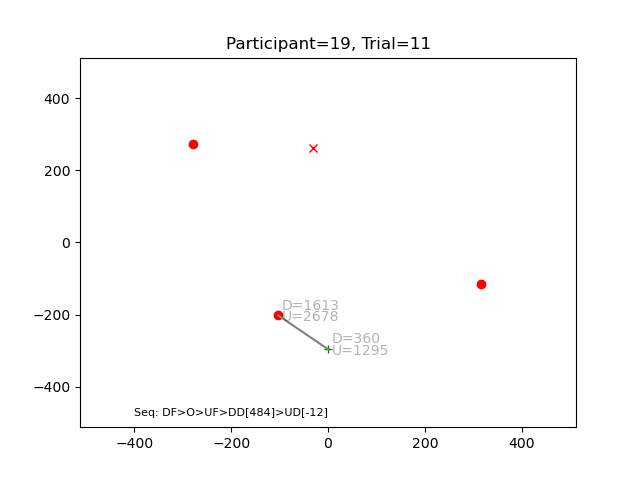 Participant=19, Trial=11
400
200
0
−200
−400
D=1613
U=2678
D=360
U=1295
Seq: DF>O>UF>DD[484]>UD[-12]
−400 −200 0 200 400